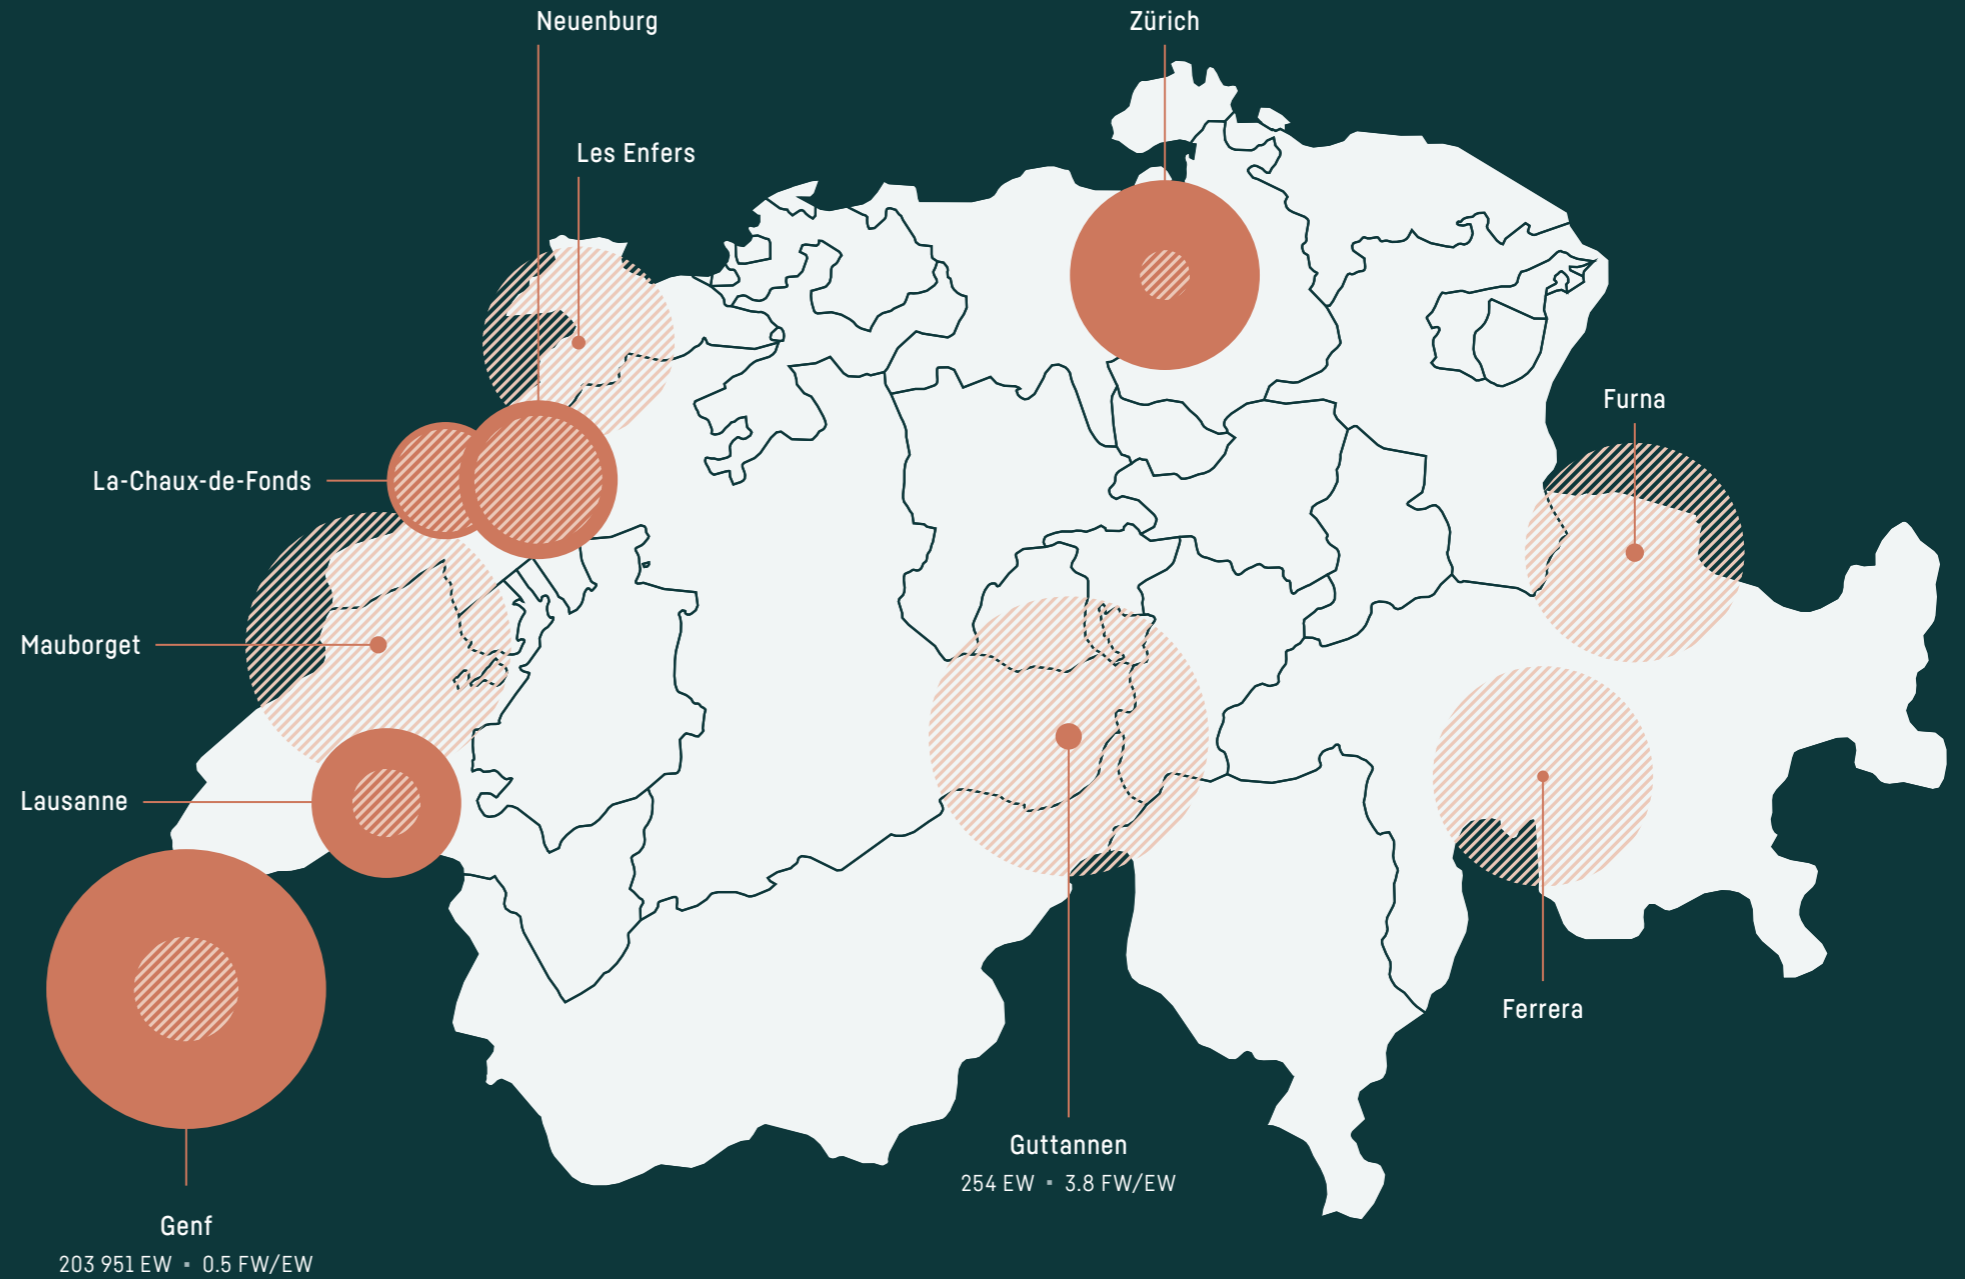 Neuenburg
Zürich
Les Enfers
Furna
La-Chaux-de-Fonds
Mauborget
Lausanne
Ferrera
Guttannen
254 EW ▪ 3.8 FW/EW
Genf
203 951 EW ▪ 0.5 FW/EW